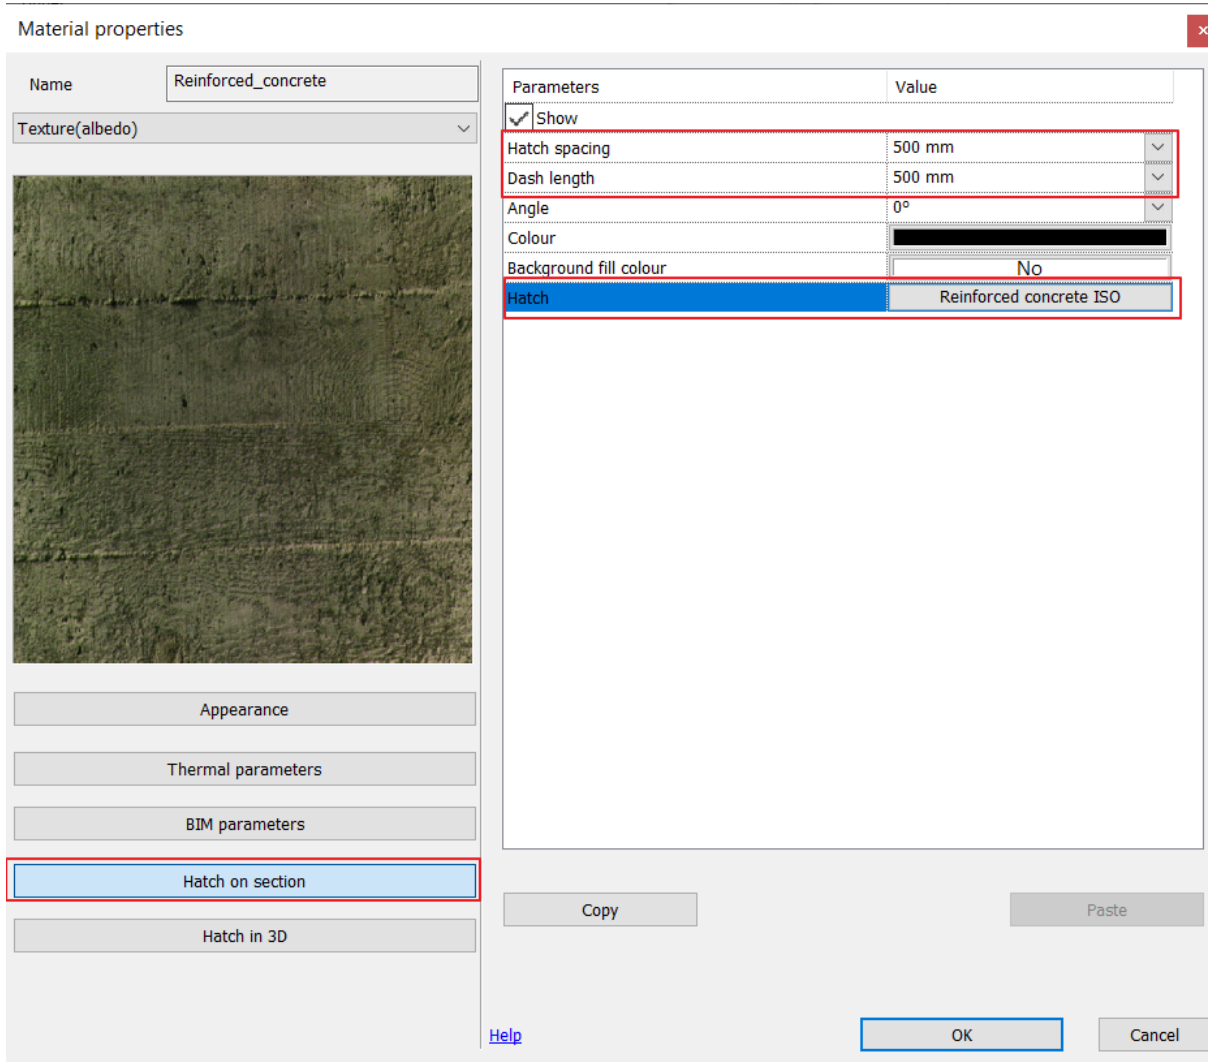 Material properties
Name
Reinforced_concrete
Texture(albedo)
Appearance
Thermal parameters
BIM parameters
Hatch on section
Hatch in 3D
Parameters Value
Show
Hatch spacing 500 mm
Dash length 500 mm
Angle 0°
Colour
Background fill colour No
Hatch Reinforced concrete ISO
Copy Paste
Help OK Cancel